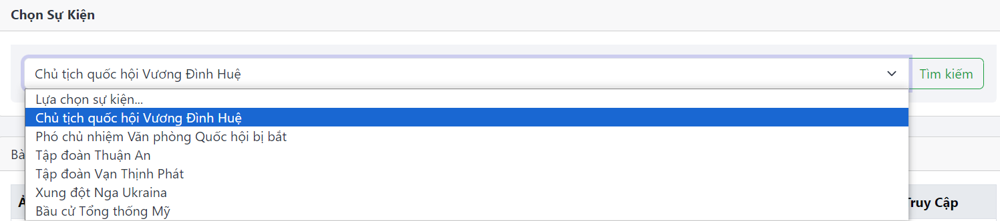 Chọn Sự Kiện
Chủ tịch quốc hội Vương Đình Huệ
Tìm kiếm
Lựa chọn sự kiện...
Chủ tịch quốc hội Vương Đình Huệ
Phó chủ nhiệm Văn phòng Quốc hội bị bắt
Tập đoàn Thuận An
Tập đoàn Vạn Thịnh Phát
Xung đột Nga Ukraina
Bầu cử Tổng thống Mỹ
Truy Cập